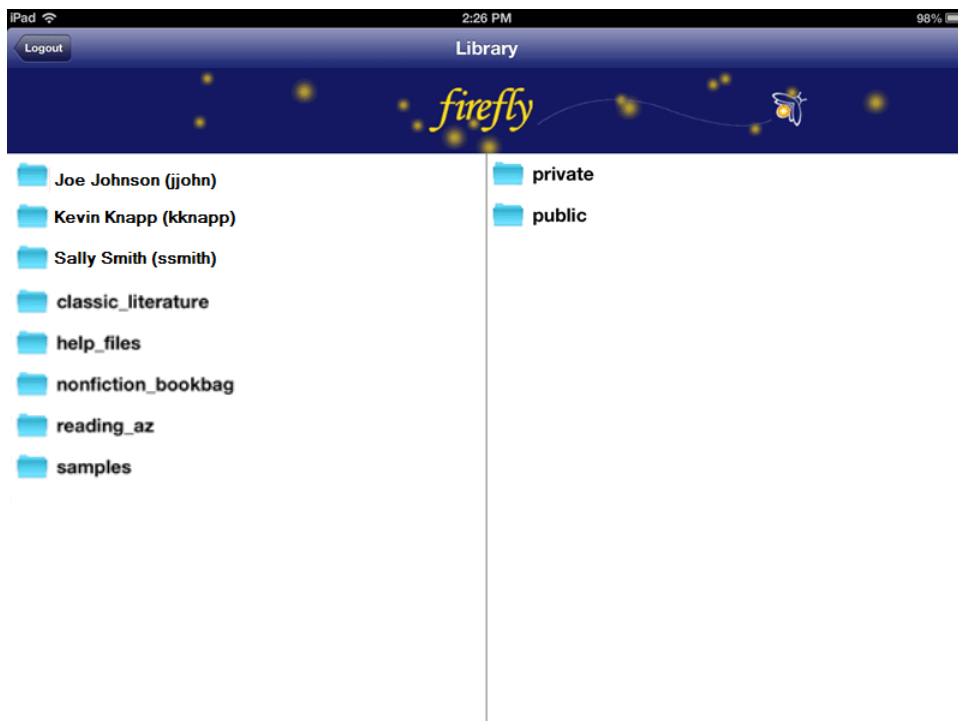 iPad 2:26 PM 98%
Logout Library
firefly
Joe Johnson (jjohn)
Kevin Knapp (kknapp)
Sally Smith (ssmith)
classic_literature
help_files
nonfiction_bookbag
reading_az
samples
private
public